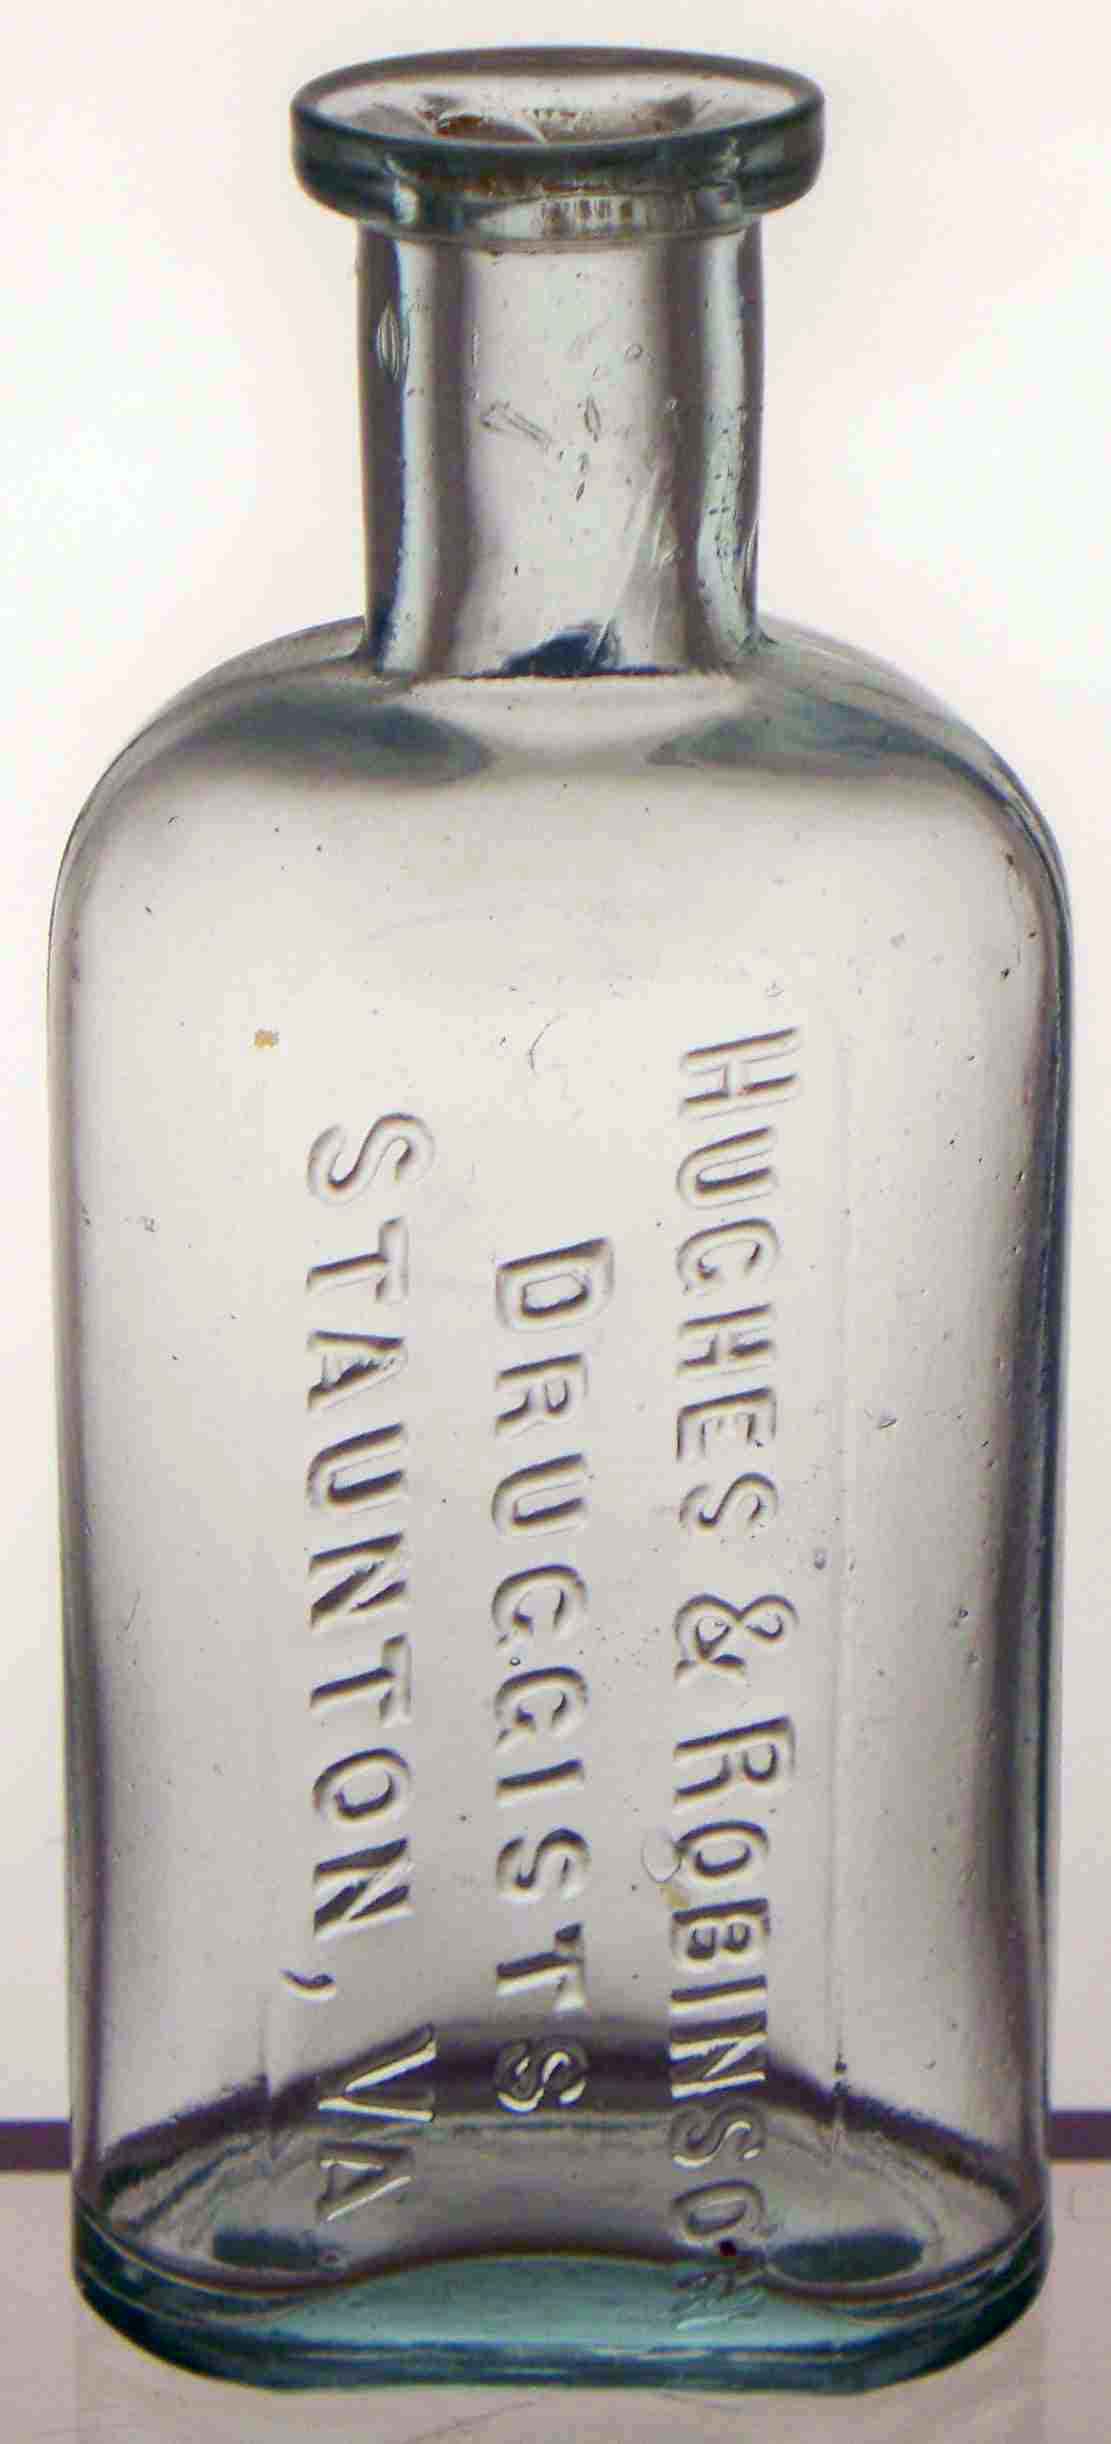 HUGHES & ROBINSON
DRUGGISTS
STAUNTON, VA